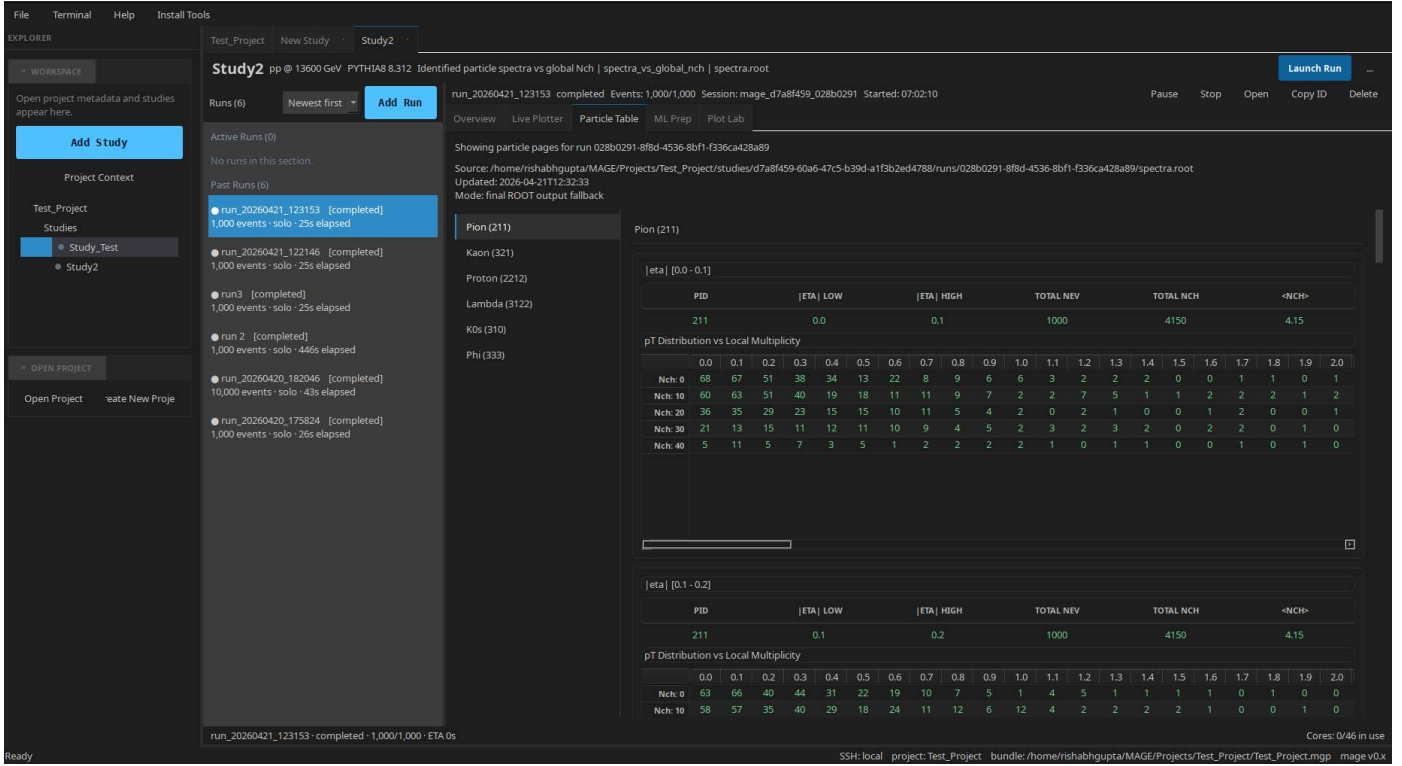 File Terminal Help Install Tools
EXPLORER
WORKSPACE
Open project metadata and studies
appear here.
Add Study
Project Context
Test_Project
Studies
Study_Test
Study2
OPEN PROJECT
Open Project reate New Proje
Test_Project New Study Study2
Study2 pp @ 13600 GeV PYTHIA8 8.312 Identified particle spectra vs global Nch | spectra_vs_global_nch | spectra.root Launch Run ...
Runs (6) Newest first Add Run
Active Runs (0)
No runs in this section.
Past Runs (6)
run_20260421_123153 [completed]
1,000 events · solo · 25s elapsed
run_20260421_122146 [completed]
1,000 events · solo · 25s elapsed
run3 [completed]
1,000 events · solo · 25s elapsed
run 2 [completed]
1,000 events · solo · 446s elapsed
run_20260420_182046 [completed]
10,000 events · solo · 43s elapsed
run_20260420_175824 [completed]
1,000 events · solo · 26s elapsed
run_20260421_123153 completed Events: 1,000/1,000 Session: mage_d7a8f459_028b0291 Started: 07:02:10 Pause Stop Open Copy ID Delete
Overview Live Plotter Particle Table ML Prep Plot Lab
Showing particle pages for run 028b0291-8f8d-4536-8bf1-f336ca428a89
Source: /home/rishabhgupta/MAGE/Projects/Test_Project/studies/d7a8f459-60a6-47c5-b39d-a1f3b2ed4788/runs/028b0291-8f8d-4536-8bf1-f336ca428a89/spectra.root
Updated: 2026-04-21T12:32:33
Mode: final ROOT output fallback
Pion (211)
Kaon (321)
Proton (2212)
Lambda (3122)
K0s (310)
Phi (333)
Pion (211)
|eta| [0.0 - 0.1]
PID |ETA| LOW |ETA| HIGH TOTAL NEV TOTAL NCH <NCH>
211 0.0 0.1 1000 4150 4.15
pT Distribution vs Local Multiplicity
0.0 0.1 0.2 0.3 0.4 0.5 0.6 0.7 0.8 0.9 1.0 1.1 1.2 1.3 1.4 1.5 1.6 1.7 1.8 1.9 2.0
Nch: 0 68 67 51 38 34 13 22 8 9 6 6 3 2 2 2 0 0 1 1 0 1
Nch: 10 60 63 51 40 19 18 11 11 9 7 2 2 7 5 1 1 2 2 2 1 2
Nch: 20 36 35 29 23 15 15 10 11 5 4 2 0 2 1 0 0 1 2 0 0 1
Nch: 30 21 13 15 11 12 11 10 9 4 5 2 3 2 3 2 0 2 2 0 1 0
Nch: 40 5 11 5 7 3 5 1 2 2 2 2 1 0 1 1 0 0 1 0 1 0
|eta| [0.1 - 0.2]
PID |ETA| LOW |ETA| HIGH TOTAL NEV TOTAL NCH <NCH>
211 0.1 0.2 1000 4150 4.15
pT Distribution vs Local Multiplicity
0.0 0.1 0.2 0.3 0.4 0.5 0.6 0.7 0.8 0.9 1.0 1.1 1.2 1.3 1.4 1.5 1.6 1.7 1.8 1.9 2.0
Nch: 0 63 66 40 44 31 22 19 10 7 5 1 4 5 1 1 1 1 0 1 0 0
Nch: 10 58 57 35 40 29 18 24 11 12 6 12 4 2 2 2 2 1 0 0 1 0
run_20260421_123153 · completed · 1,000/1,000 · ETA 0s Cores: 0/46 in use
Ready SSH: local project: Test_Project bundle: /home/rishabhgupta/MAGE/Projects/Test_Project/Test_Project.mgp mage v0.x